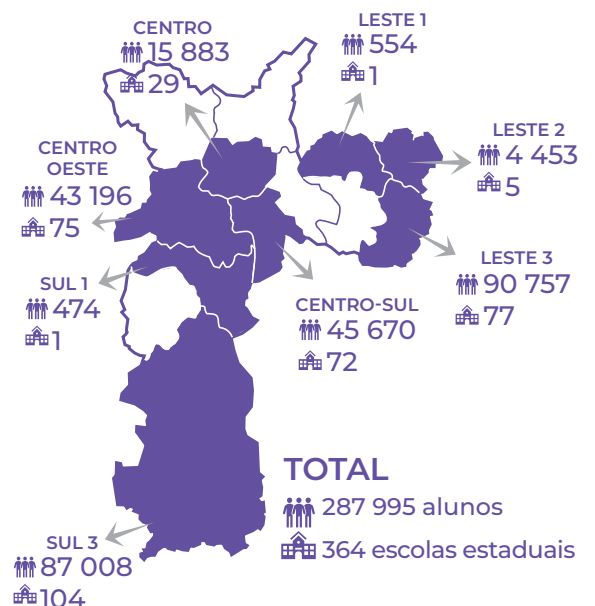 CENTRO
15 883
29
LESTE 1
554
1
LESTE 2
4 453
5
CENTRO
OESTE
43 196
75
LESTE 3
90 757
77
SUL 1
474
1
CENTRO-SUL
45 670
72
TOTAL
287 995 alunos
364 escolas estaduais
SUL 3
87 008
104